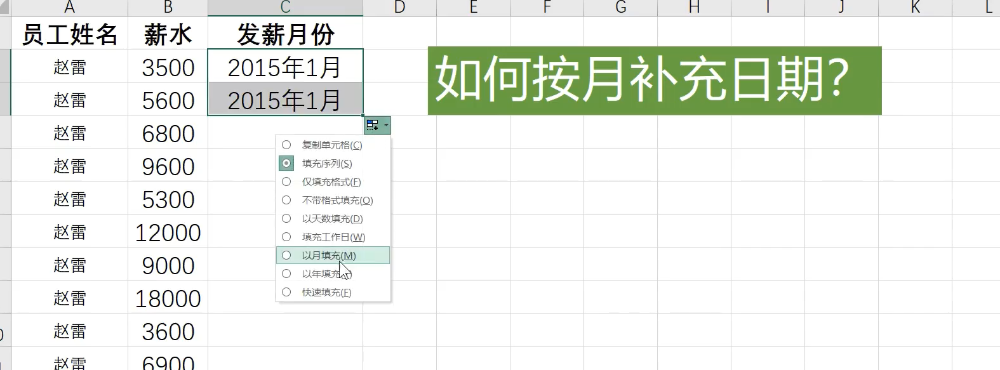 A B C D E F G H I J K L
员工姓名 薪水 发薪月份
赵雷 3500 2015年1月
如何按月补充日期?
赵雷 5600 2015年1月
赵雷 6800
复制单元格(C)
填充序列(S)
仅填充格式(F)
不带格式填充(O)
以天数填充(D)
填充工作日(W)
以月填充(M)
以年填充
快速填充(F)
赵雷 9600
赵雷 5300
赵雷 12000
赵雷 9000
赵雷 18000
赵雷 3600
赵雷 6900